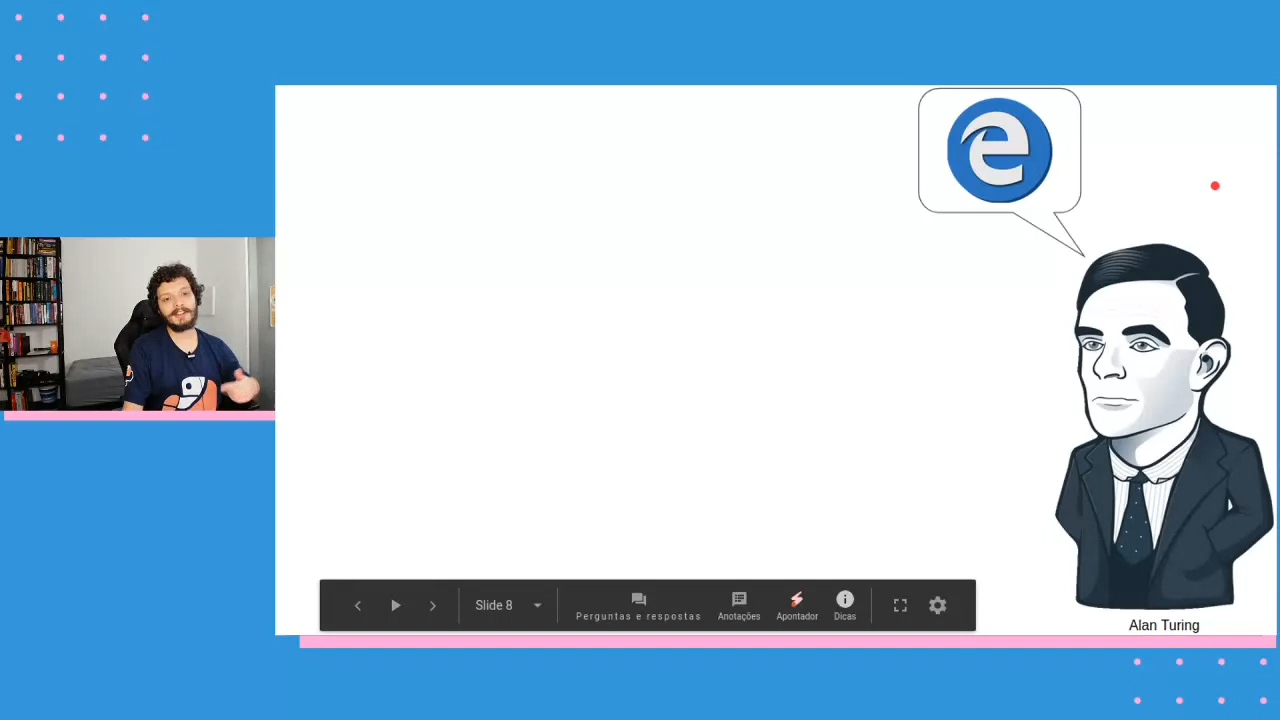 e
Slide 8
Perguntas e respostas
Anotações
Apontador
Dicas
Alan Turing